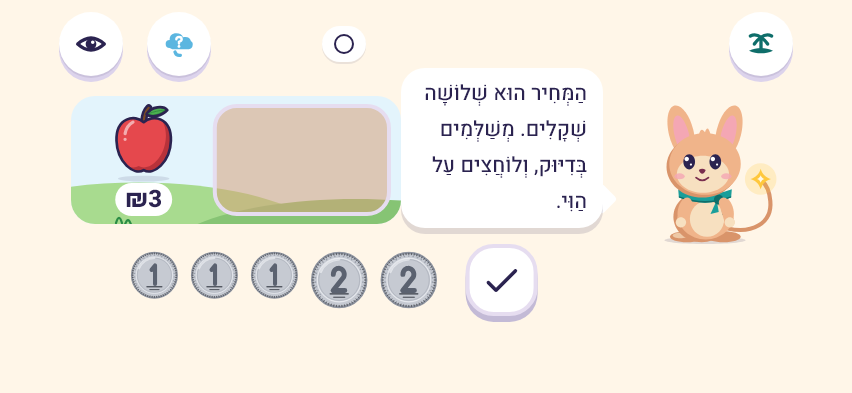 הַמְּחִיר הוּא שְׁלוֹשָׁה
שְׁקָלִים. מְשַׁלְּמִים
בְּדִיּוּק, וְלוֹחֲצִים עַל
הַוִּי.
₪3
1 1 1 2 2
?